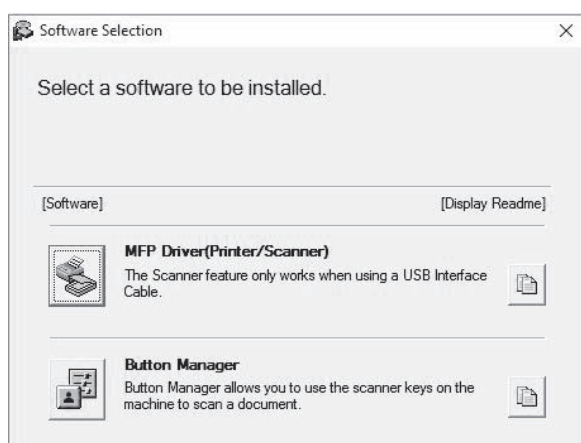 Software Selection
Select a software to be installed.
[Software] [Display Readme]
MFP Driver(Printer/Scanner)
The Scanner feature only works when using a USB Interface
Cable.
Button Manager
Button Manager allows you to use the scanner keys on the
machine to scan a document.